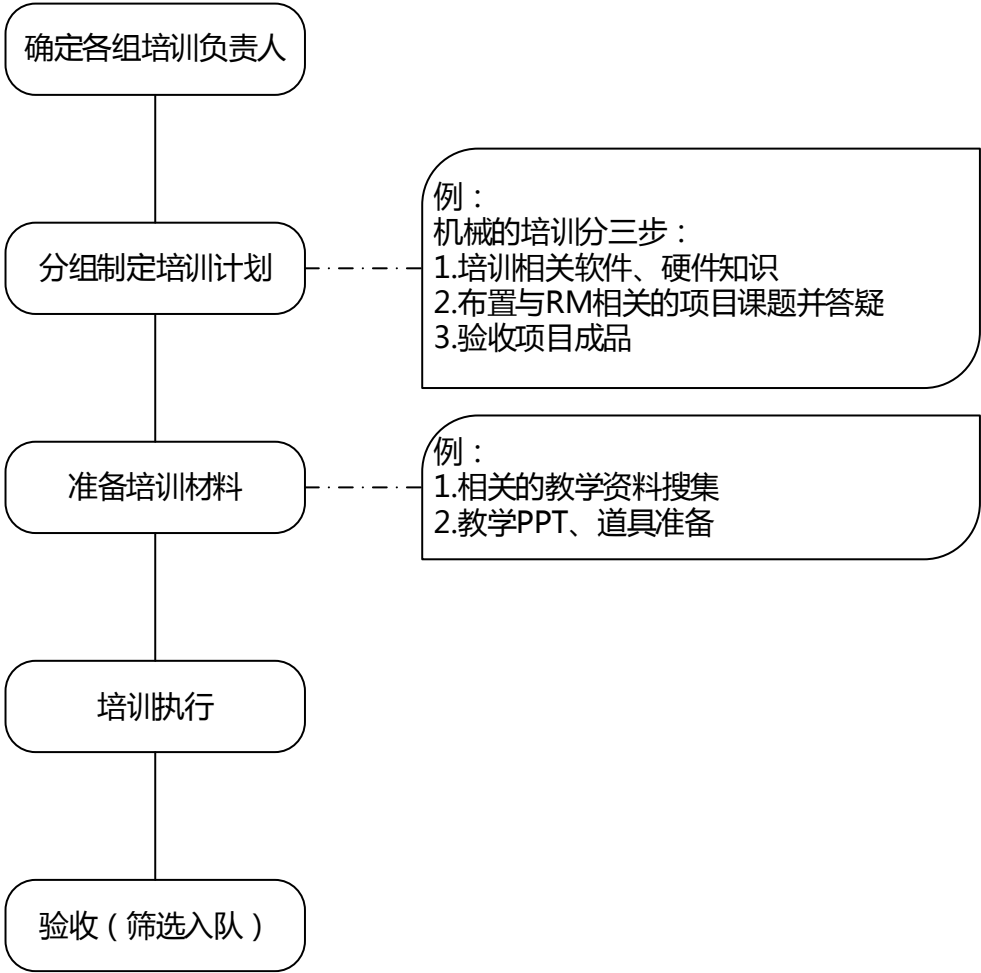 确定各组培训负责人
分组制定培训计划
例：
机械的培训分三步：
1.培训相关软件、硬件知识
2.布置与RM相关的项目课题并答疑
3.验收项目成品
准备培训材料
例：
1.相关的教学资料搜集
2.教学PPT、道具准备
培训执行
验收（筛选入队）